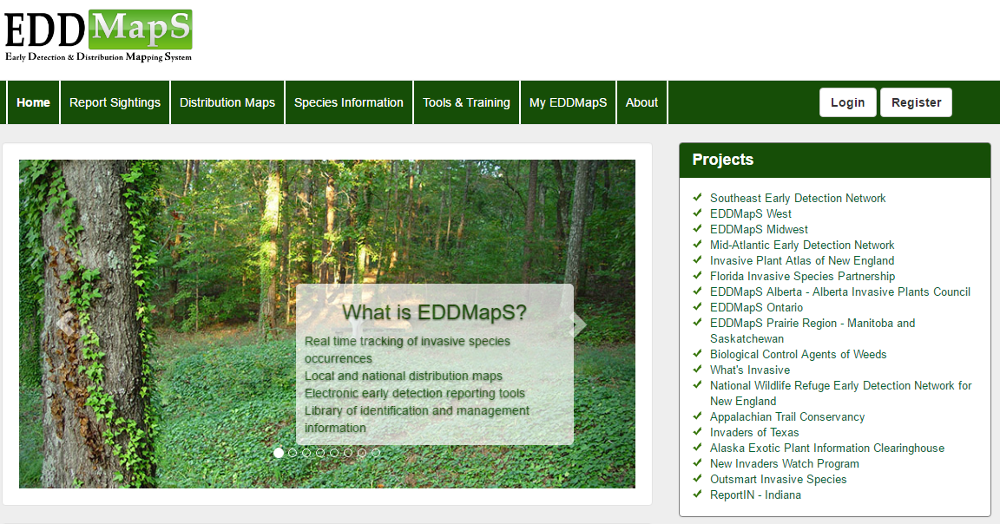 EDDMapS
Early Detection & Distribution Mapping System
Home
Report Sightings
Distribution Maps
Species Information
Tools & Training
My EDDMapS
About
Login
Register
What is EDDMapS?
Real time tracking of invasive species
occurrences
Local and national distribution maps
Electronic early detection reporting tools
Library of identification and management
information
Projects
Southeast Early Detection Network
EDDMapS West
EDDMapS Midwest
Mid-Atlantic Early Detection Network
Invasive Plant Atlas of New England
Florida Invasive Species Partnership
EDDMapS Alberta - Alberta Invasive Plants Council
EDDMapS Ontario
EDDMapS Prairie Region - Manitoba and
Saskatchewan
Biological Control Agents of Weeds
What's Invasive
National Wildlife Refuge Early Detection Network for
New England
Appalachian Trail Conservancy
Invaders of Texas
Alaska Exotic Plant Information Clearinghouse
New Invaders Watch Program
Outsmart Invasive Species
ReportIN - Indiana